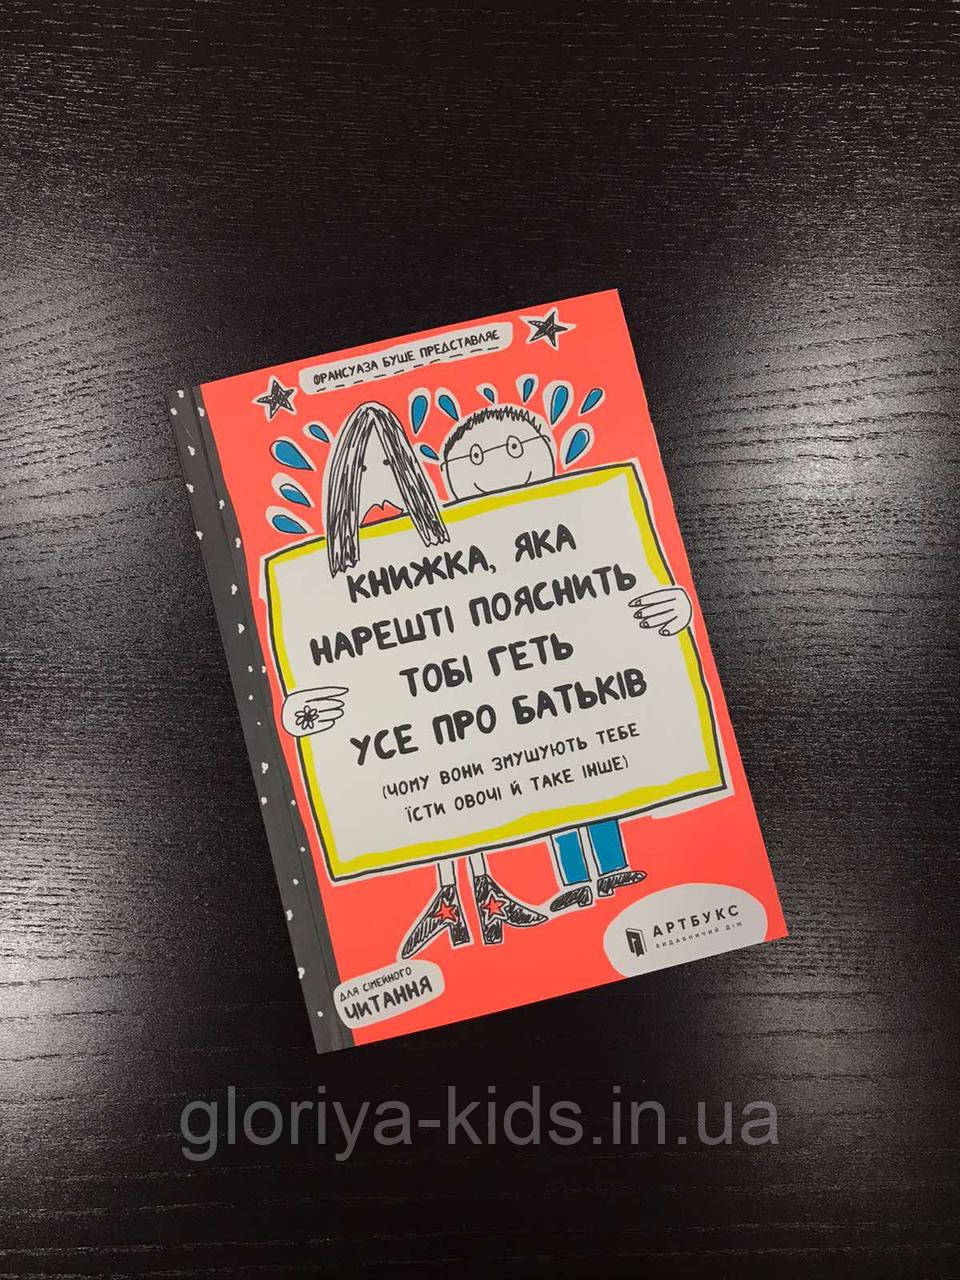 ФРАНСУАЗА БУШЕ ПРЕДСТАВЛЯЄ
КНИЖКА, ЯКА
НАРЕШТІ ПОЯСНИТЬ
ТОБІ ГЕТЬ
УСЕ ПРО БАТЬКІВ
(ЧОМУ ВОНИ ЗМУШУЮТЬ ТЕБЕ
ЇСТИ ОВОЧІ Й ТАКЕ ІНШЕ)
АРТБУКС
ВИДАВНИЧИЙ ДІМ
ДЛЯ СІМЕЙНОГО
ЧИТАННЯ
gloriya-kids.in.ua